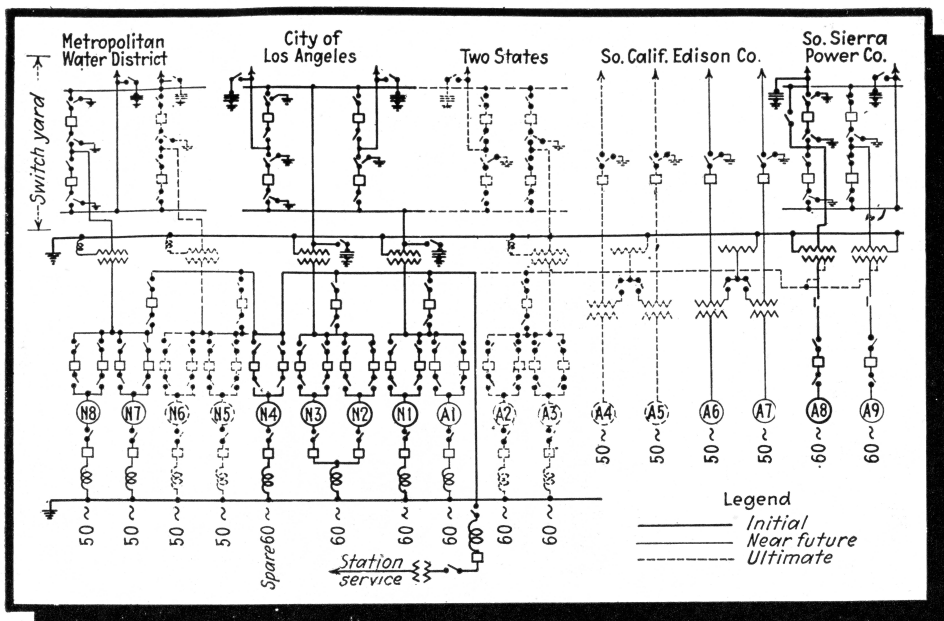 Metropolitan
Water District
City of
Los Angeles
Two States
So. Calif. Edison Co.
So. Sierra
Power Co.
Switch yard
N8 N7 N6 N5 N4 N3 N2 N1 A1 A2 A3 A4 A5 A6 A7 A8 A9
50~ 50~ 50~ 50~ 60~ 60~
50~ 50~ 50~ 50~ Spare 60~ 60~ 60~ 60~ 60~ 60~
Legend
Initial
Near future
Ultimate
Station
service